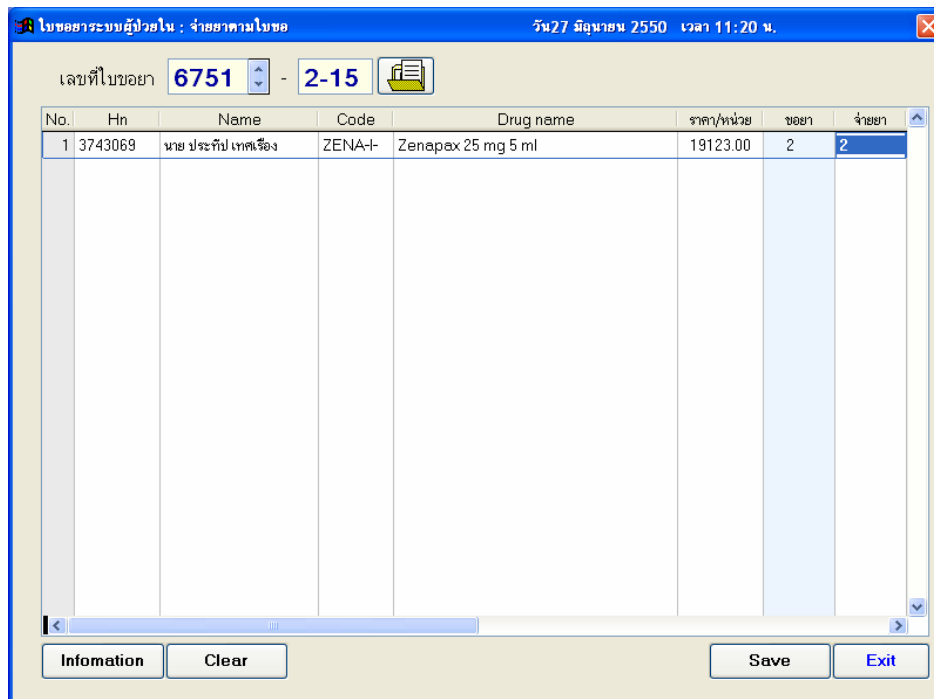 ใบขอยาระบบผู้ป่วยใน : จ่ายยาตามใบขอ วัน27 มิถุนายน 2550 เวลา 11:20 น.
เลขที่ใบขอยา 6751 - 2-15
No. Hn Name Code Drug name ราคา/หน่วย ขอยา จ่ายยา
1 3743069 นาย ประทีป เทศเรือง ZENA-I- Zenapax 25 mg 5 ml 19123.00 2 2
Infomation Clear Save Exit